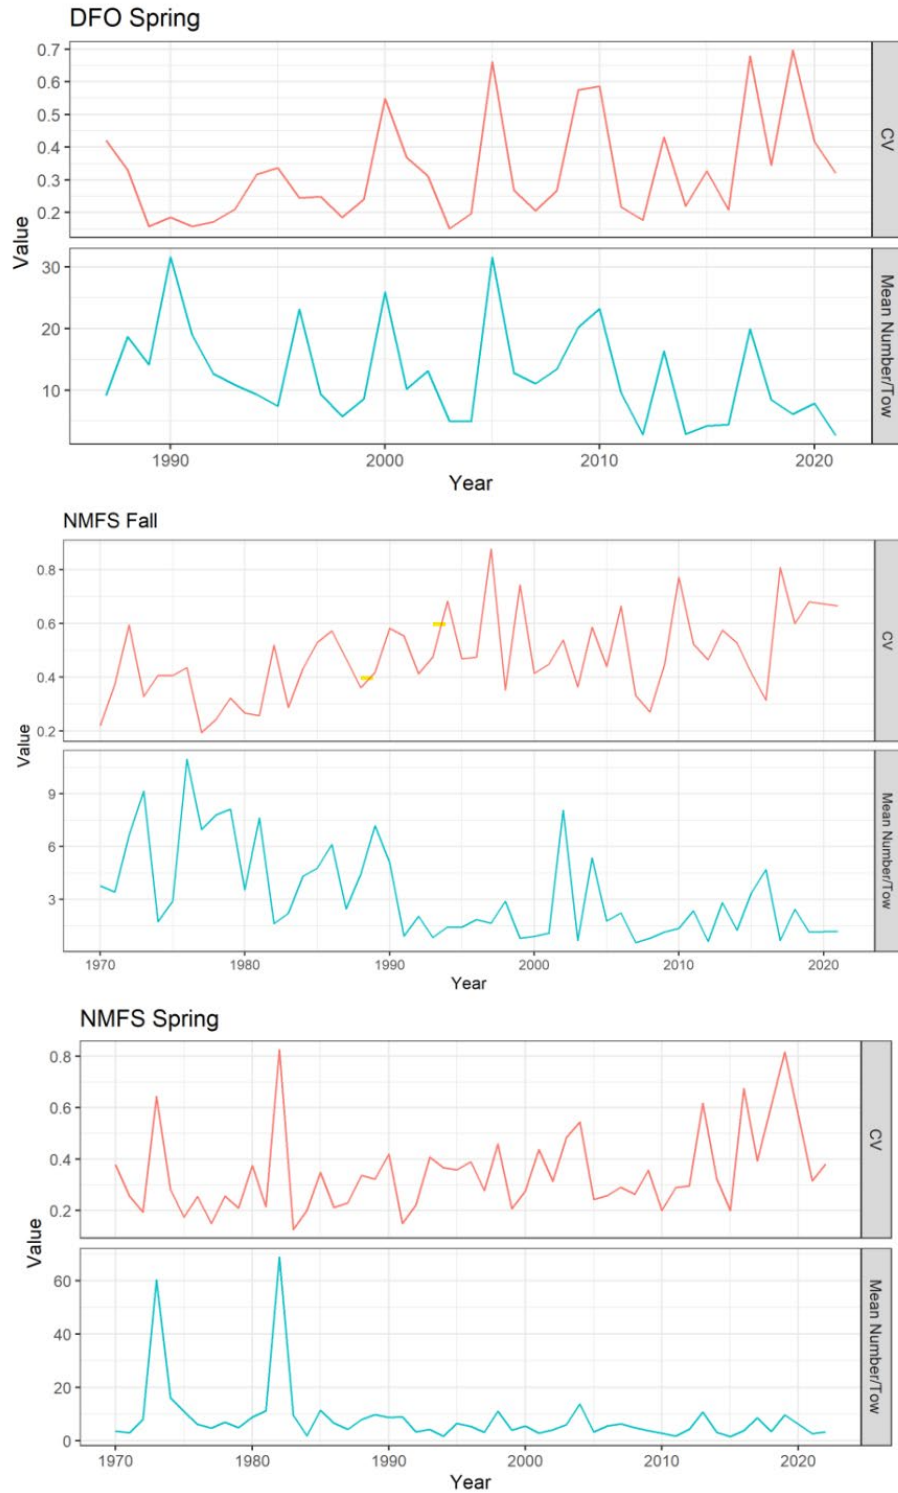 DFO Spring
0.7
0.6
0.5
0.4
0.3
0.2
CV
Value
30
20
10
Mean Number/Tow
1990 2000 2010 2020
Year
NMFS Fall
0.8
0.6
0.4
0.2
CV
Value
9
6
3
Mean Number/Tow
1970 1980 1990 2000 2010 2020
Year
NMFS Spring
0.8
0.6
0.4
0.2
CV
Value
60
40
20
0
Mean Number/Tow
1970 1980 1990 2000 2010 2020
Year